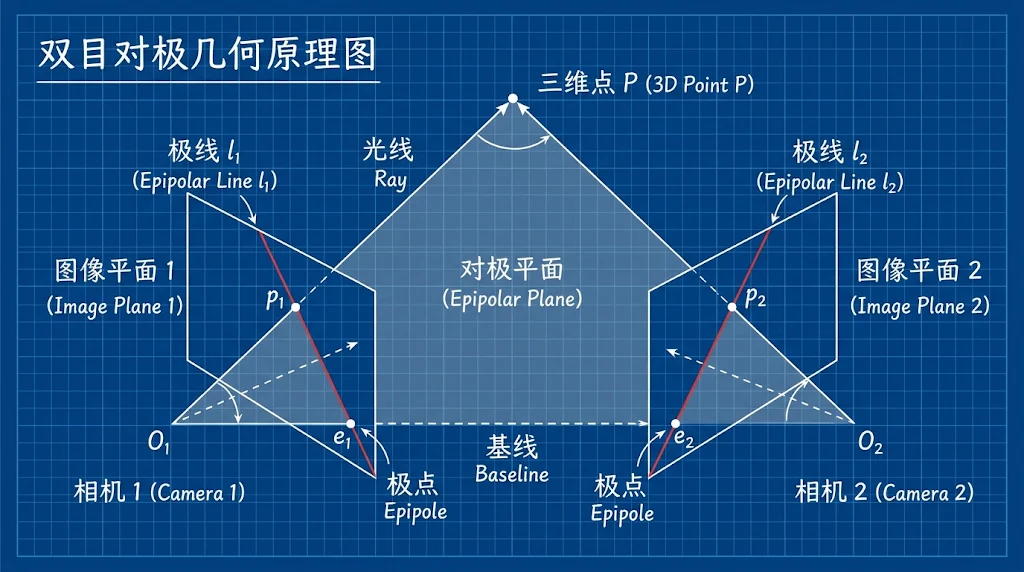 双目对极几何原理图
三维点 P (3D Point P)
极线 l₁
(Epipolar Line l₁)
光线
Ray
极线 l₂
(Epipolar Line l₂)
图像平面 1
(Image Plane 1)
p₁
对极平面
(Epipolar Plane)
p₂
图像平面 2
(Image Plane 2)
O₁
e₁
基线
Baseline
e₂
O₂
相机 1 (Camera 1)
极点
Epipole
极点
Epipole
相机 2 (Camera 2)